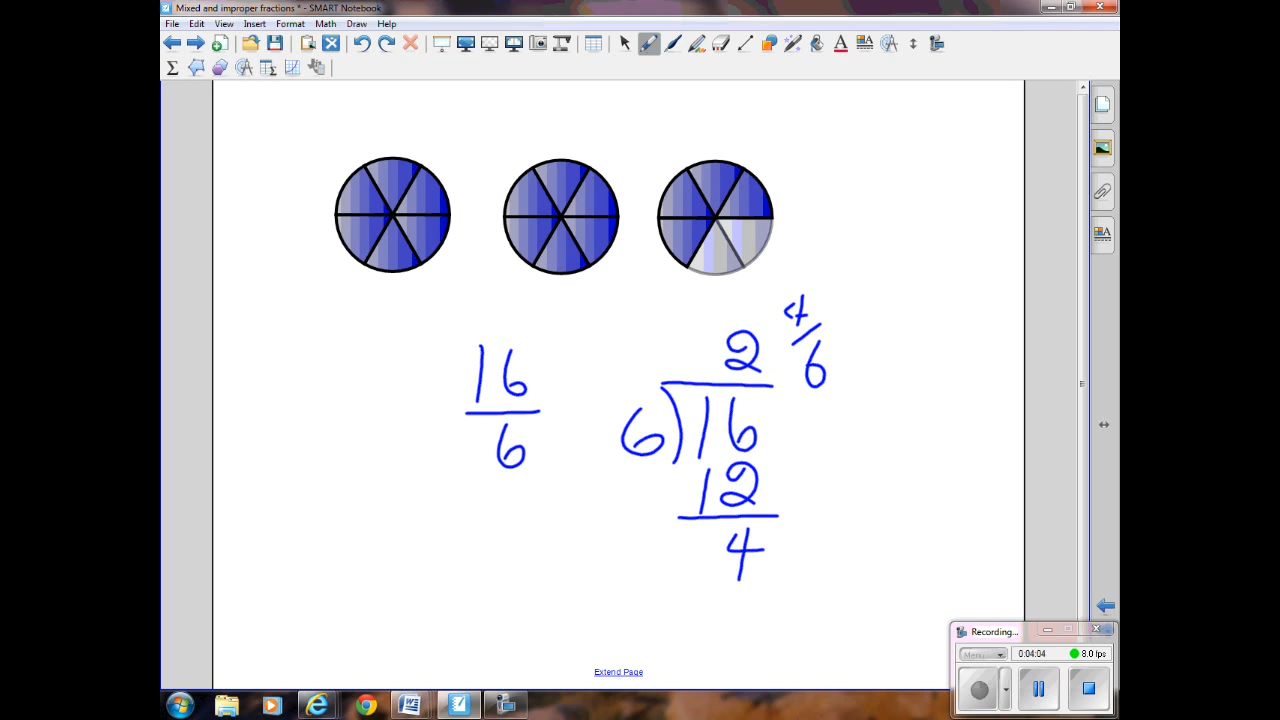 Mixed and improper fractions * - SMART Notebook
File Edit View Insert Format Math Draw Help
4/6
2
16
6
6)16
12
4
Extend Page
Recording...
Menu
0:04:04
8.0 fps